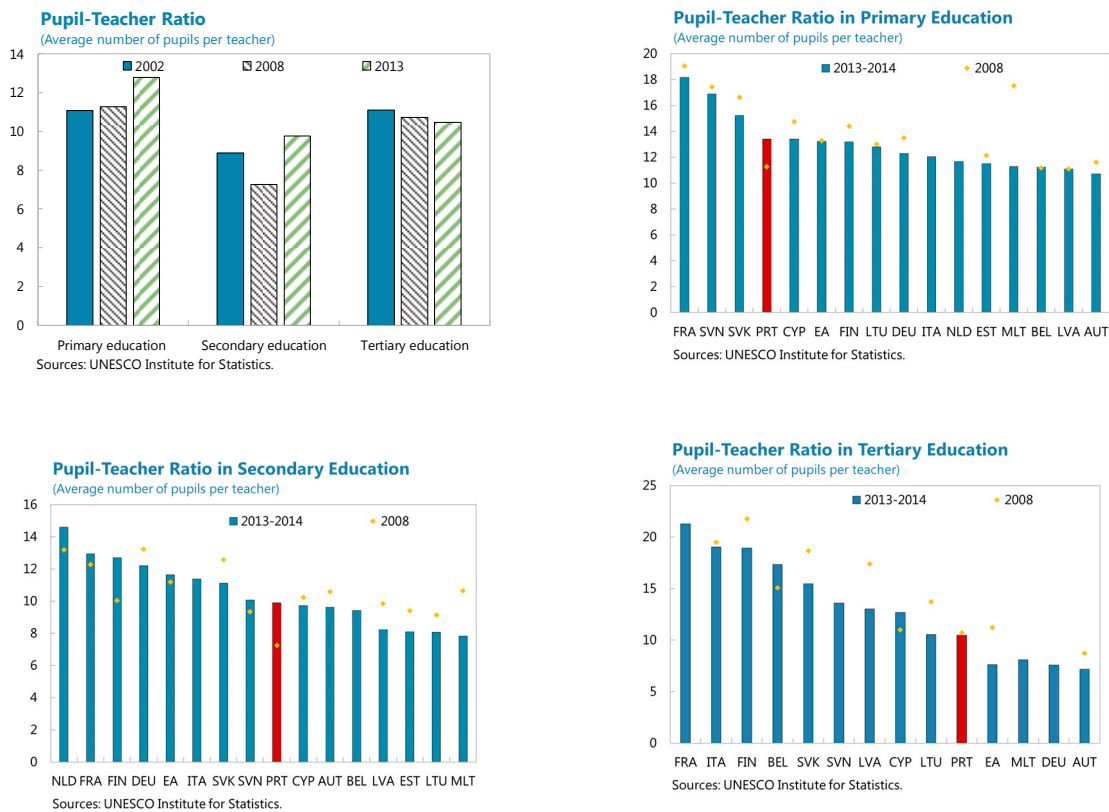 Pupil-Teacher Ratio
(Average number of pupils per teacher)
14
12
10
8
6
4
2
0
2002 2008 2013
Primary education Secondary education Tertiary education
Sources: UNESCO Institute for Statistics.
Pupil-Teacher Ratio in Primary Education
(Average number of pupils per teacher)
20
18
16
14
12
10
8
6
4
2
0
2013-2014 2008
FRA SVN SVK PRT CYP EA FIN LTU DEU ITA NLD EST MLT BEL LVA AUT
Sources: UNESCO Institute for Statistics.
Pupil-Teacher Ratio in Secondary Education
(Average number of pupils per teacher)
16
14
12
10
8
6
4
2
0
2013-2014 2008
NLD FRA FIN DEU EA ITA SVK SVN PRT CYP AUT BEL LVA EST LTU MLT
Sources: UNESCO Institute for Statistics.
Pupil-Teacher Ratio in Tertiary Education
(Average number of pupils per teacher)
25
20
15
10
5
0
2013-2014 2008
FRA ITA FIN BEL SVK SVN LVA CYP LTU PRT EA MLT DEU AUT
Sources: UNESCO Institute for Statistics.